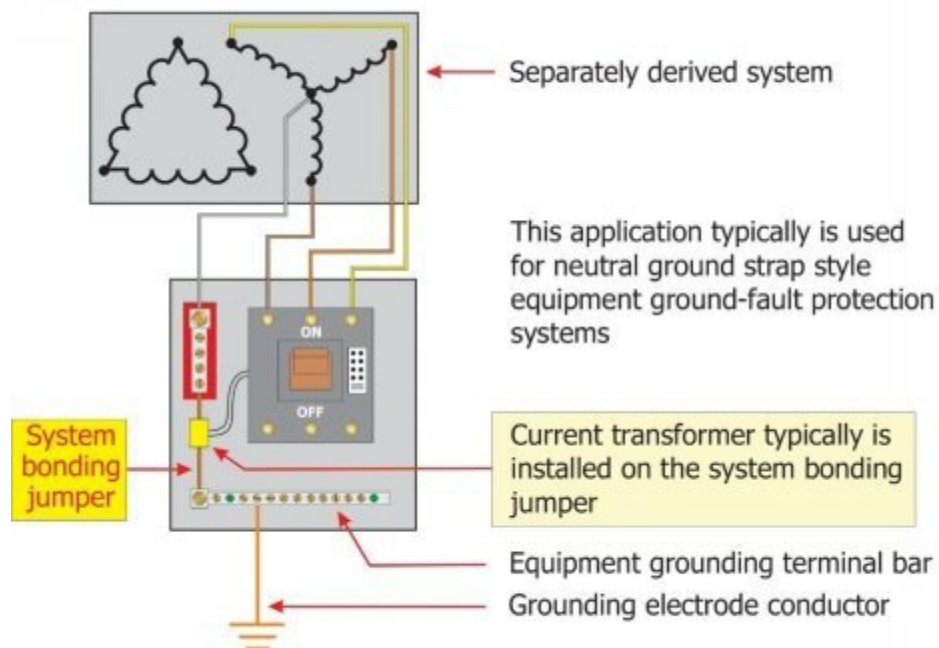 Separately derived system
This application typically is used
for neutral ground strap style
equipment ground-fault protection
systems
ON
OFF
System
bonding
jumper
Current transformer typically is
installed on the system bonding
jumper
Equipment grounding terminal bar
Grounding electrode conductor